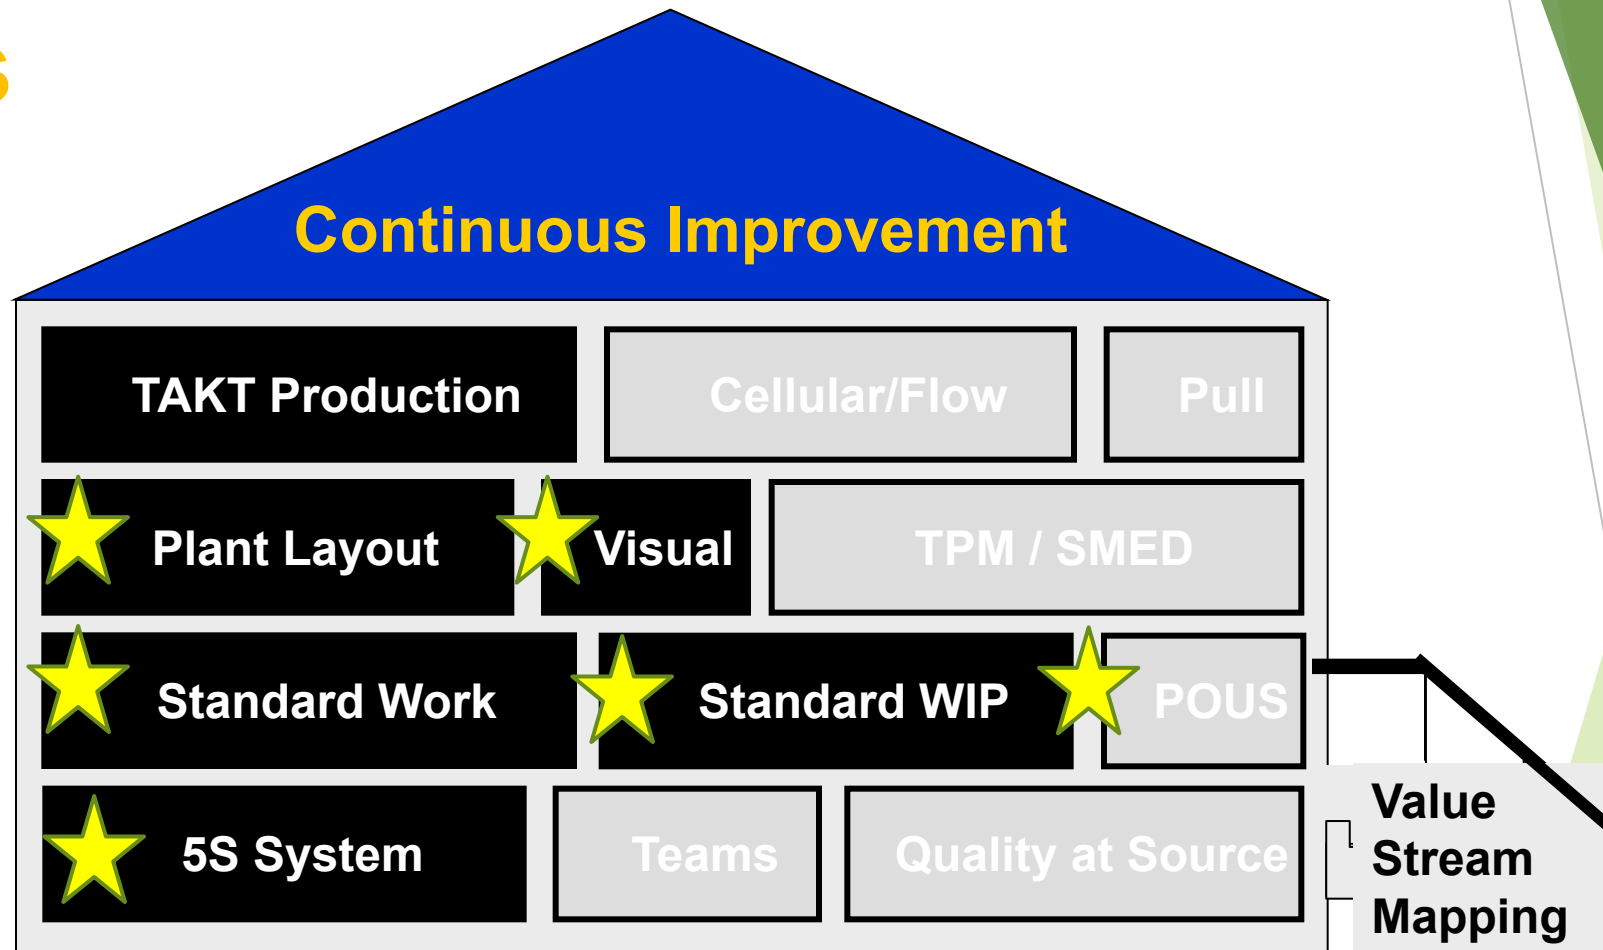 s
Continuous Improvement
TAKT Production
Cellular/Flow
Pull
Plant Layout
Visual
TPM / SMED
Standard Work
Standard WIP
POUS
5S System
Teams
Quality at Source
Value
Stream
Mapping